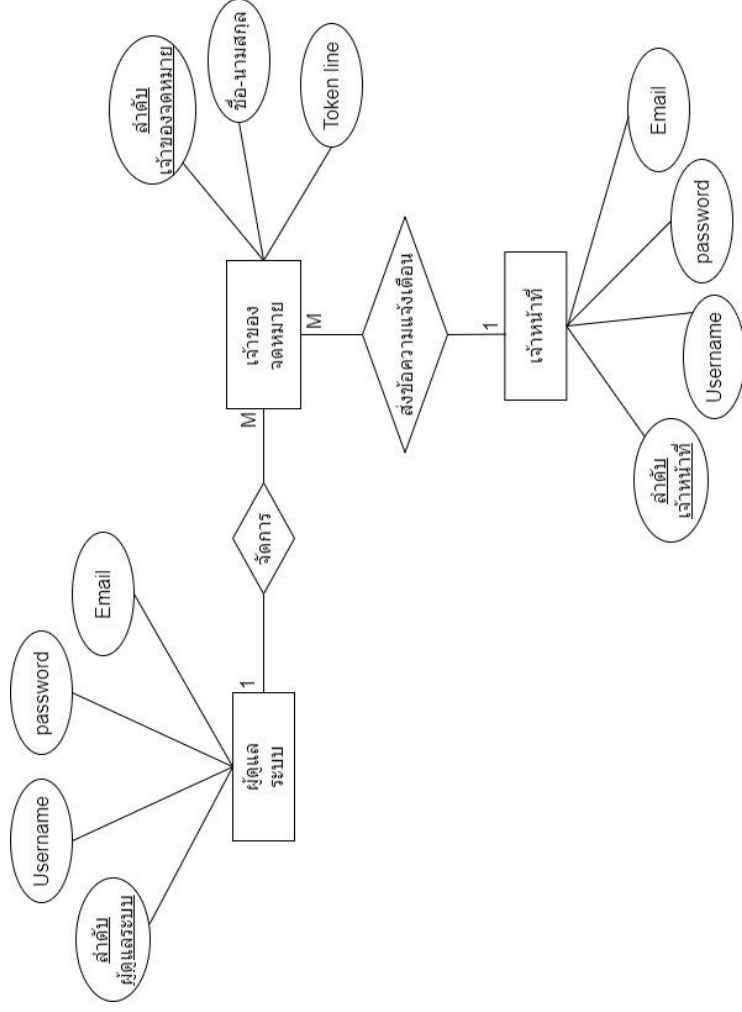 ลำดับ
ผู้ดูแลระบบ
Username
password
Email
ผู้ดูแล
ระบบ
1
จัดการ
M
เจ้าของ
จดหมาย
ลำดับ
เจ้าของจดหมาย
ชื่อ-นามสกุล
Token line
M
ส่งข้อความแจ้งเตือน
1
เจ้าหน้าที่
ลำดับ
เจ้าหน้าที่
Username
password
Email